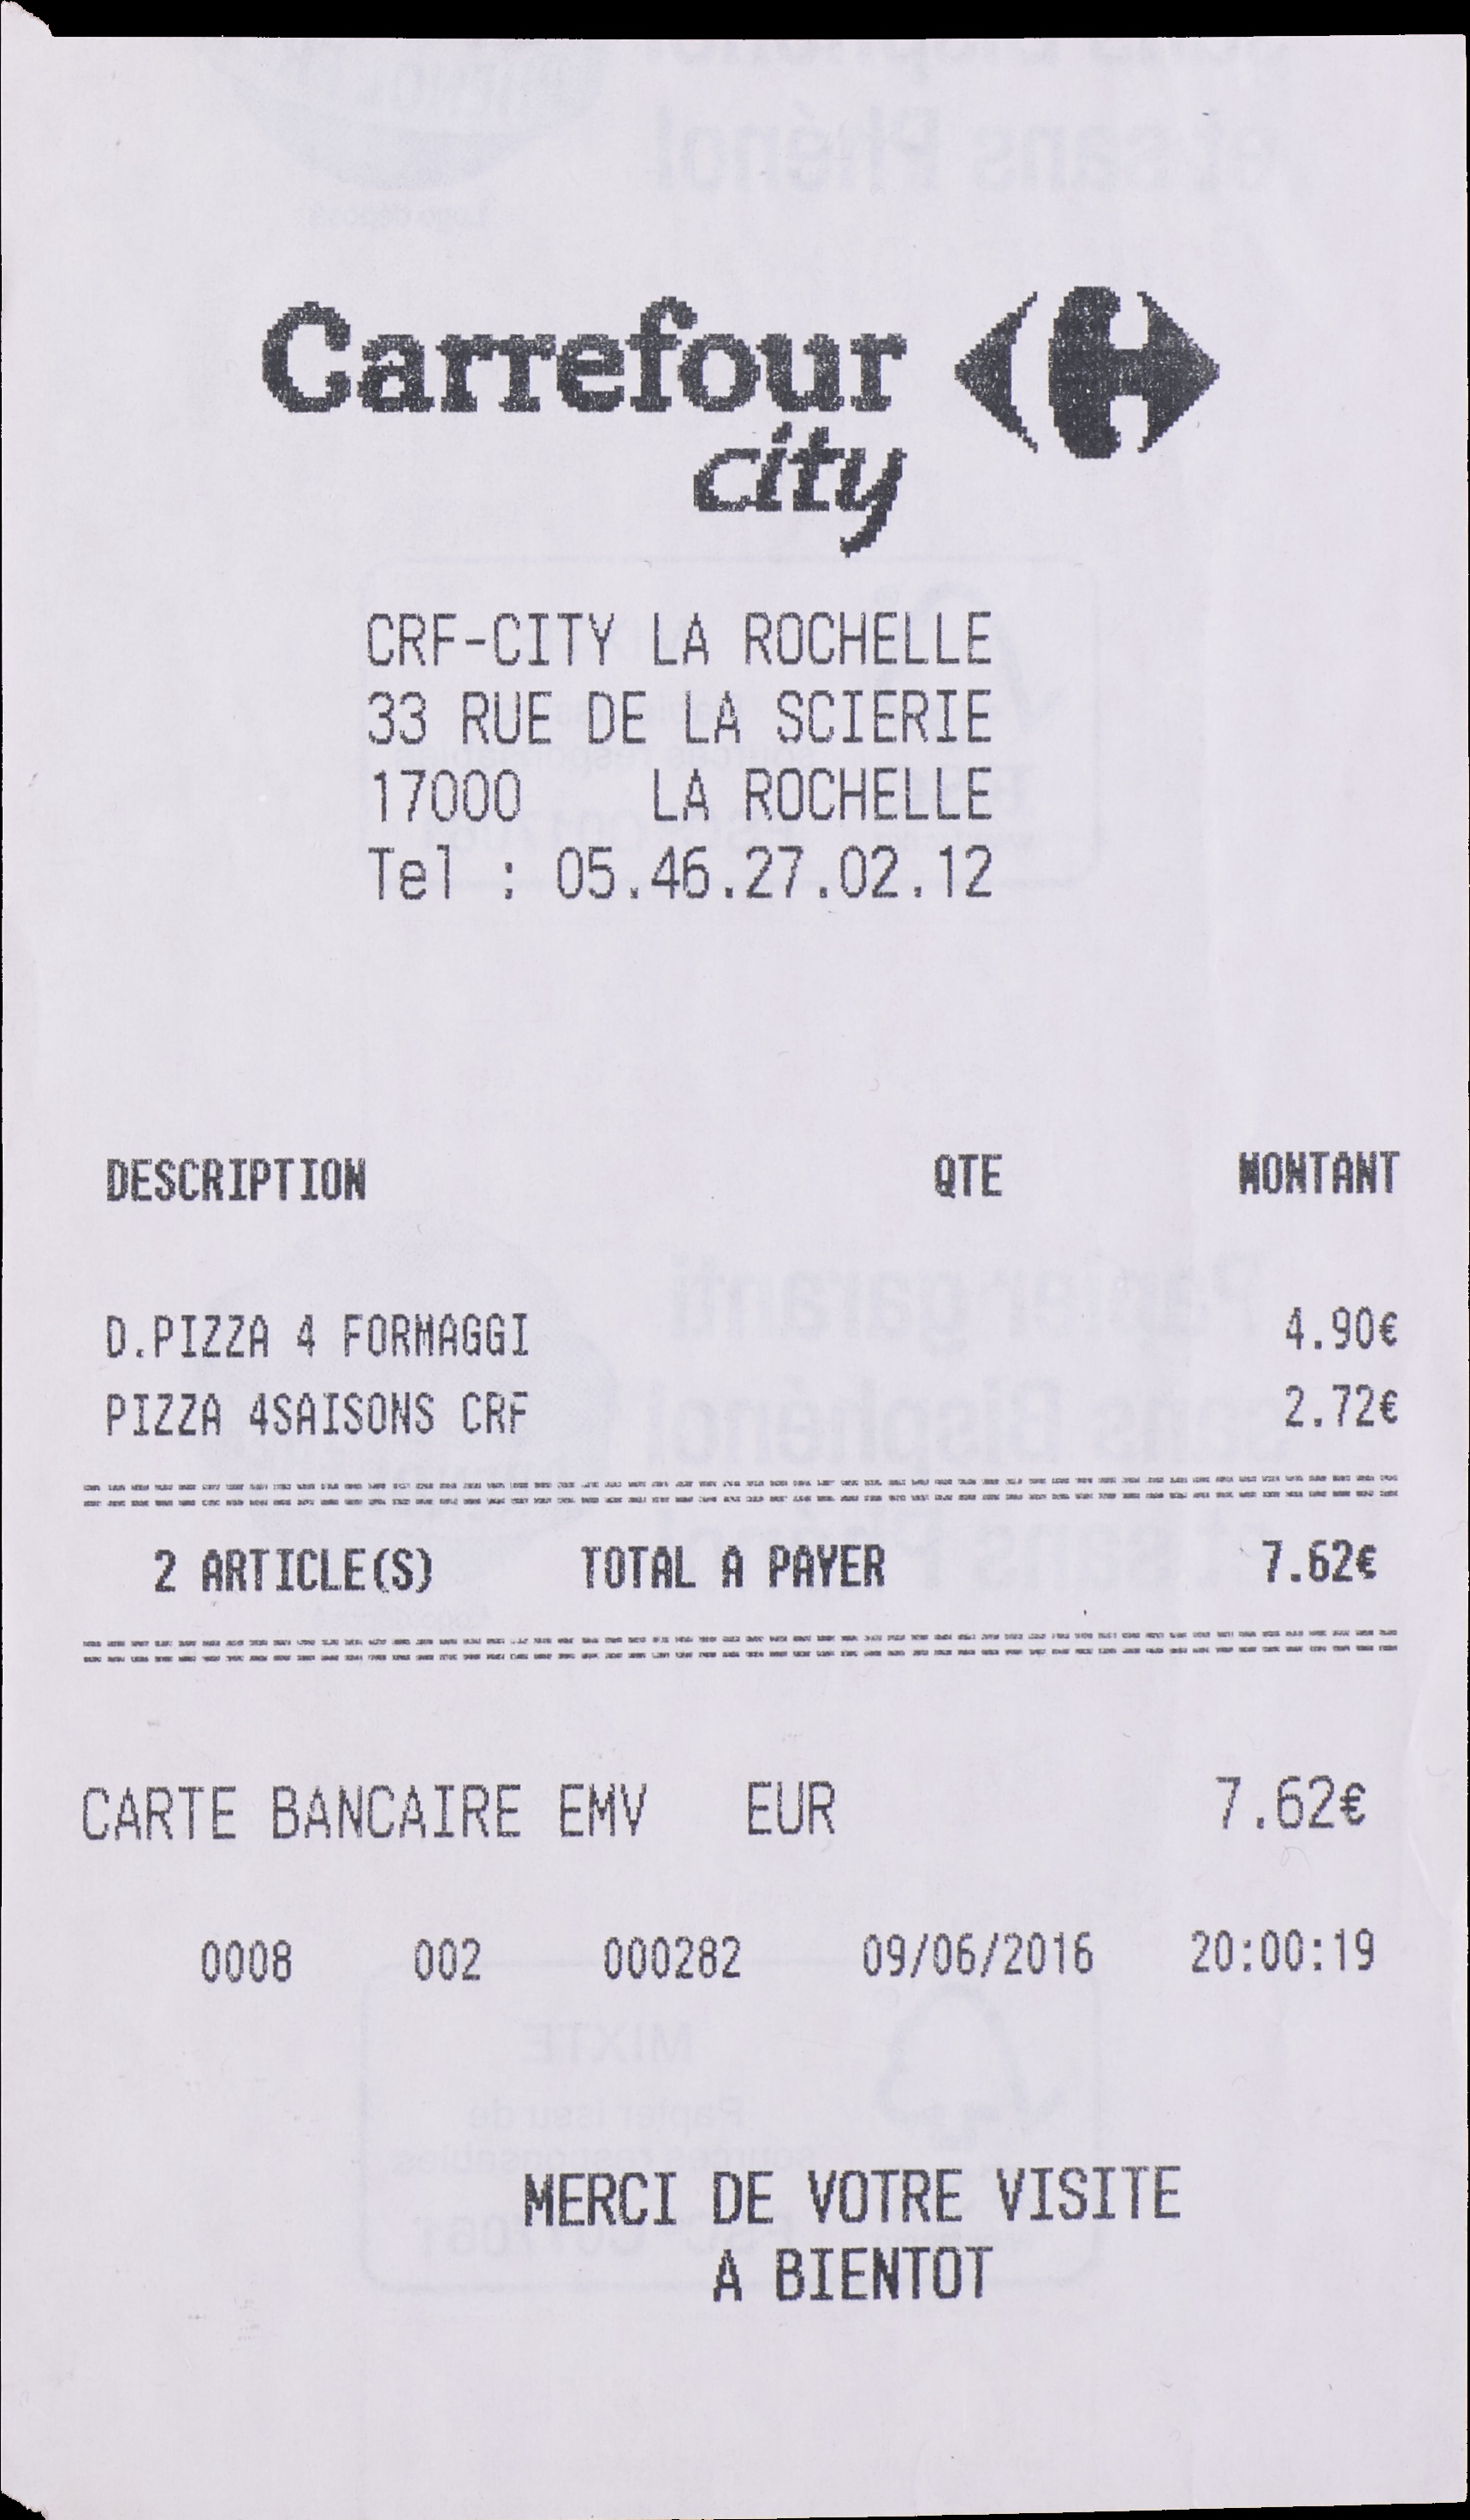 Carrefour
city
CRF-CITY LA ROCHELLE
33 RUE DE LA SCIERIE
17000 LA ROCHELLE
Tel : 05.46.27.02.12
DESCRIPTION QTE MONTANT
D.PIZZA 4 FORMAGGI 4.90€
PIZZA 4SAISONS CRF 2.72€
2 ARTICLE(S) TOTAL A PAYER 7.62€
CARTE BANCAIRE EMV EUR 7.62€
0008 002 000282 09/06/2016 20:00:19
MERCI DE VOTRE VISITE
A BIENTOT